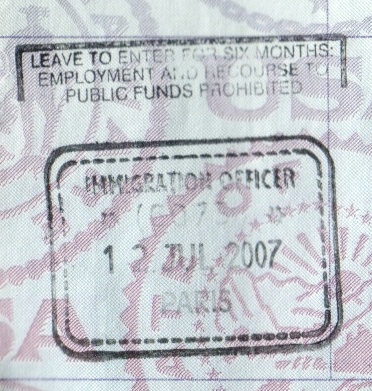 LEAVE TO ENTER FOR SIX MONTHS:
EMPLOYMENT AND RECOURSE TO
PUBLIC FUNDS PROHIBITED
IMMIGRATION OFFICER
12 JUL 2007
PARIS